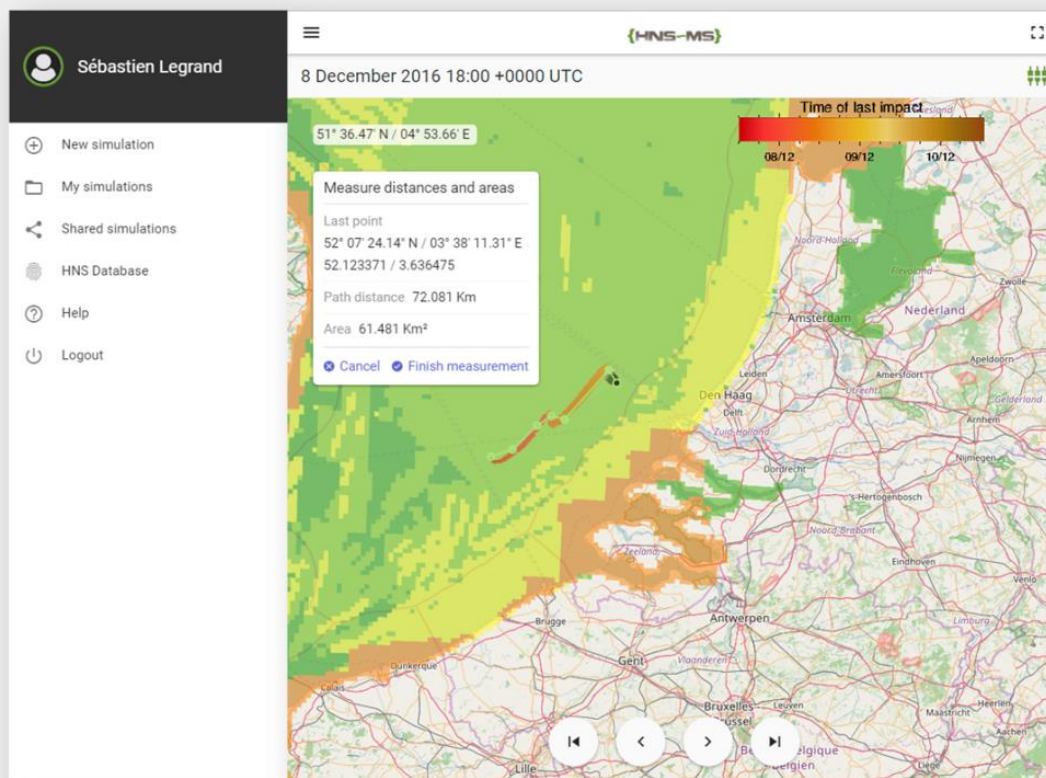 Sébastien Legrand
New simulation
My simulations
Shared simulations
HNS Database
Help
Logout
{HNS-MS}
8 December 2016 18:00 +0000 UTC
51° 36.47' N / 04° 53.66' E
Time of last impact
08/12 09/12 10/12
Measure distances and areas
Last point
52° 07' 24.14" N / 03° 38' 11.31" E
52.123371 / 3.636475
Path distance 72.081 Km
Area 61.481 Km²
Cancel Finish measurement
Noord-Holland
Flevoland
Zwolle
Amsterdam
Nederland
Apeldoorn
Leiden
Amersfoort
Utrecht
Den Haag
Gelderland
Delft
Arnhem
Zuid-Holland
Nijmegen
Dordrecht
's-Hertogenbosch
Noord-Brabant
Zeeland
Eindhoven
Venlo
Antwerpen
Limburg
Brugge
Gent
Vlaanderen
Dunkerque
Calais
Bruxelles
Leuven
Maastricht
Heerlen
Aachen
Lille
Liège